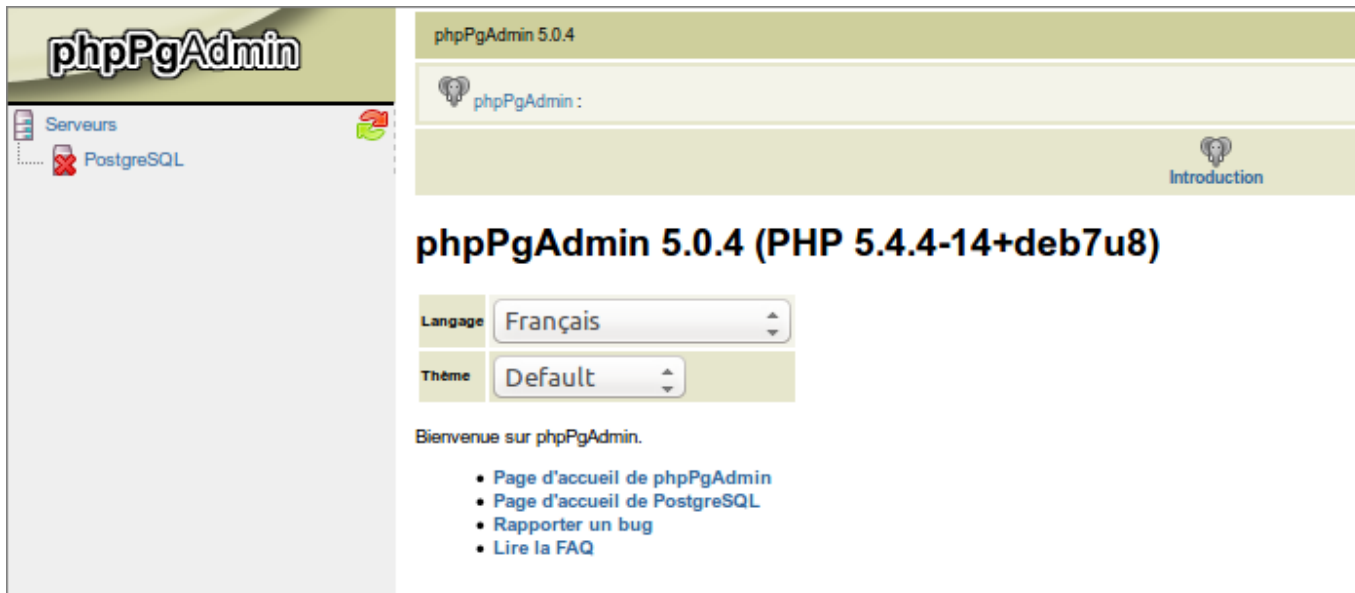 phpPgAdmin
Serveurs
PostgreSQL
phpPgAdmin 5.0.4
phpPgAdmin :
Introduction
phpPgAdmin 5.0.4 (PHP 5.4.4-14+deb7u8)
Langage Français
Thème Default
Bienvenue sur phpPgAdmin.
• Page d'accueil de phpPgAdmin
• Page d'accueil de PostgreSQL
• Rapporter un bug
• Lire la FAQ